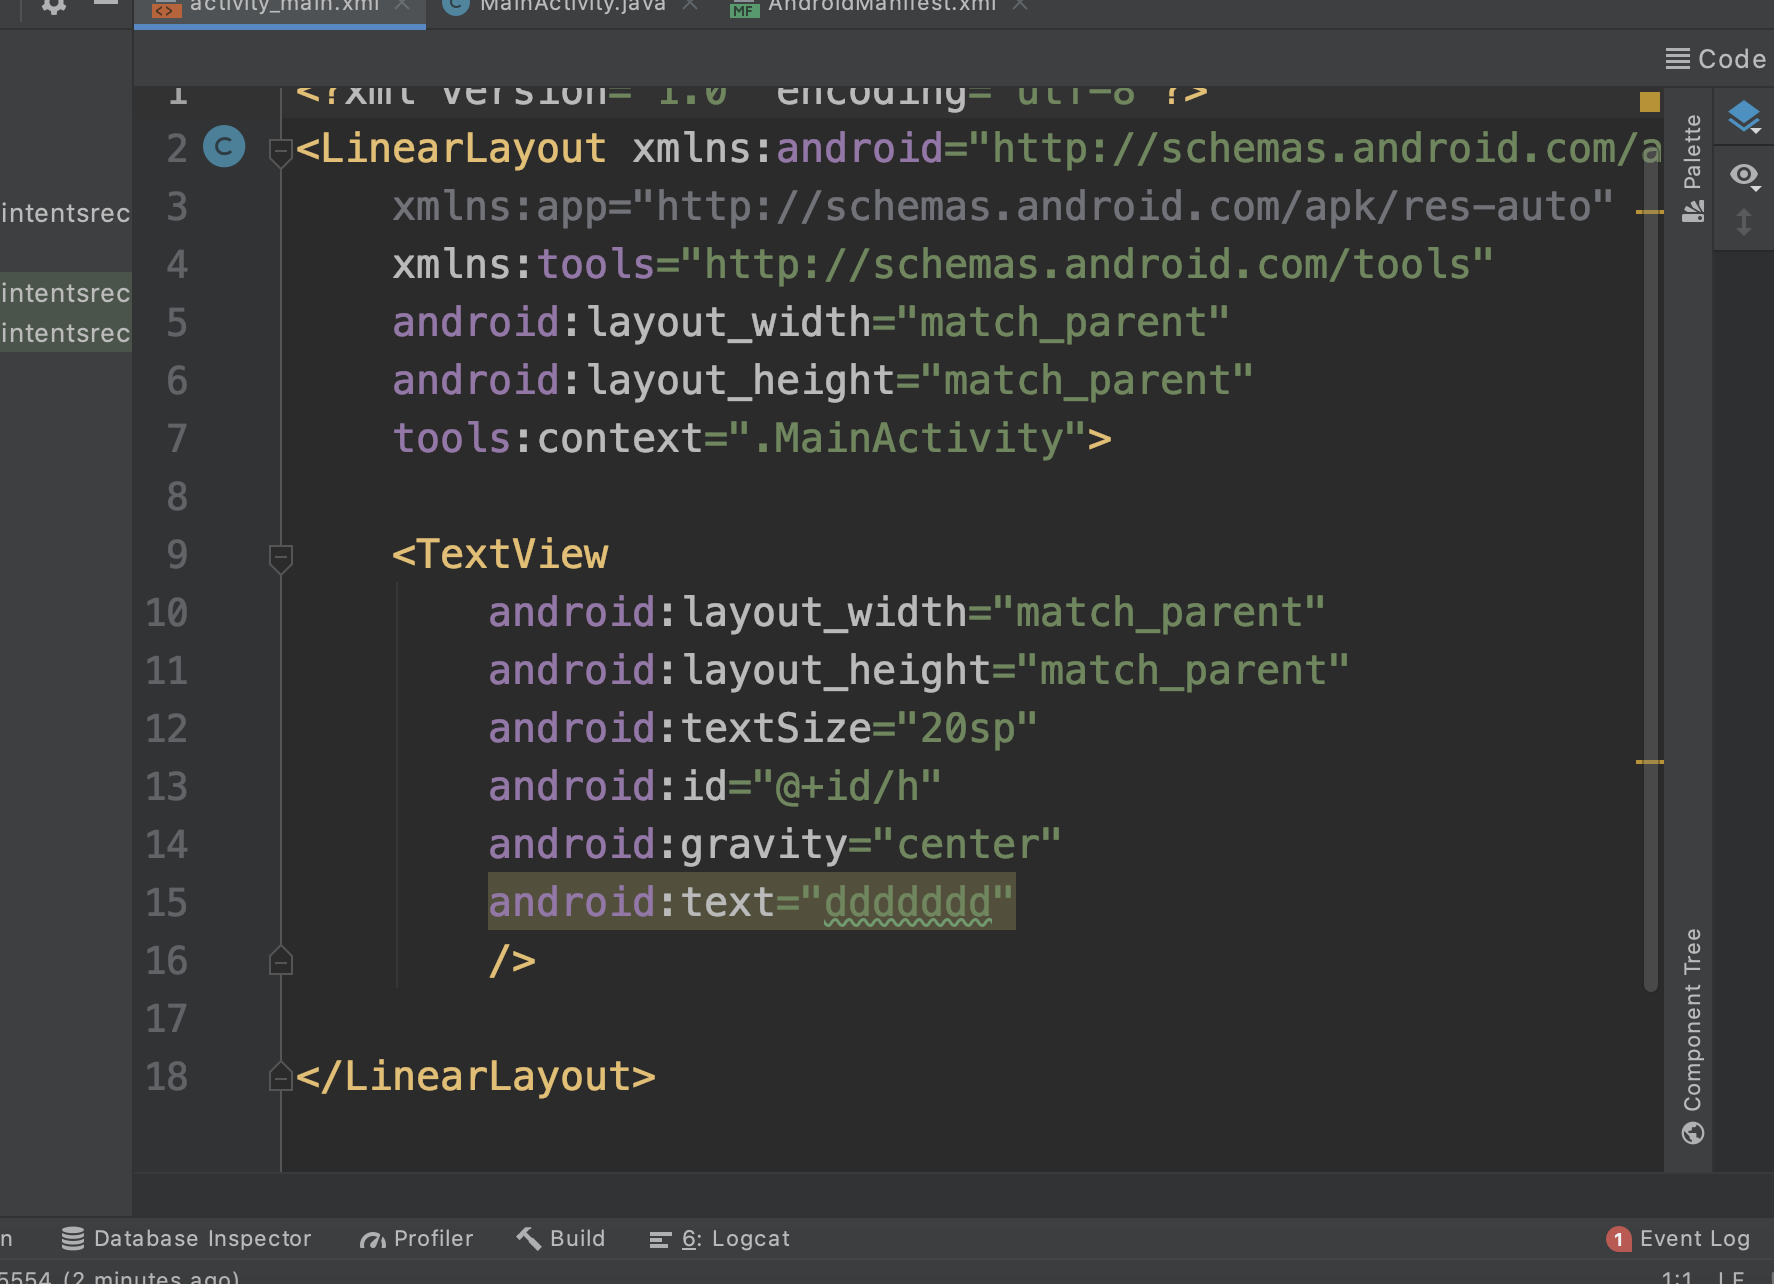 activity_main.xml
MainActivity.java
MF AndroidManifest.xml
Code
1 <?xml version="1.0" encoding="utf-8"?>
2 C <LinearLayout xmlns:android="http://schemas.android.com/a
3 xmlns:app="http://schemas.android.com/apk/res-auto"
4 xmlns:tools="http://schemas.android.com/tools"
5 android:layout_width="match_parent"
6 android:layout_height="match_parent"
7 tools:context=".MainActivity">
8
9 <TextView
10 android:layout_width="match_parent"
11 android:layout_height="match_parent"
12 android:textSize="20sp"
13 android:id="@+id/h"
14 android:gravity="center"
15 android:text="ddddddd"
16 />
17
18 </LinearLayout>
intentsrec
intentsrec
intentsrec
Palette
Component Tree
n Database Inspector Profiler Build 6: Logcat 1 Event Log
5554 (2 minutes ago) 1:1 LF